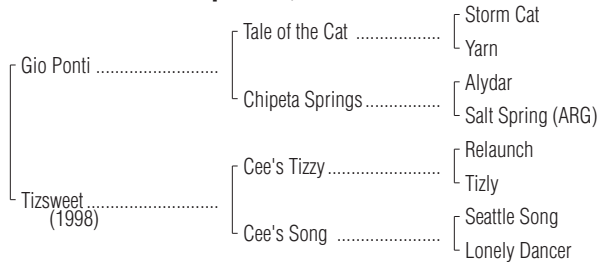 Storm Cat
Tale of the Cat ..................
Yarn
Gio Ponti ..........................
Alydar
Chipeta Springs................
Salt Spring (ARG)
Relaunch
Cee's Tizzy........................
Tizly
Tizsweet............................
(1998)
Seattle Song
Cee's Song ......................
Lonely Dancer